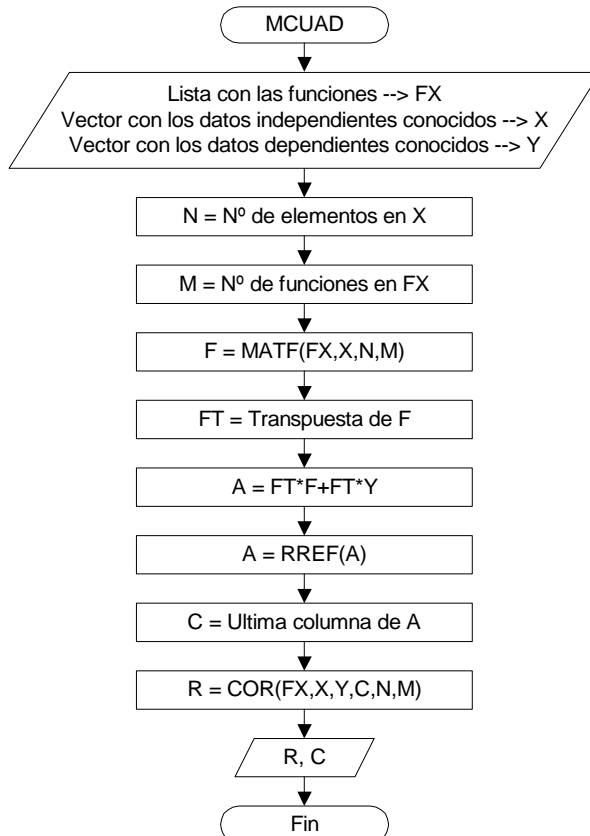 MCUAD
Lista con las funciones --> FX
Vector con los datos independientes conocidos --> X
Vector con los datos dependientes conocidos --> Y
N = Nº de elementos en X
M = Nº de funciones en FX
F = MATF(FX,X,N,M)
FT = Transpuesta de F
A = FT*F+FT*Y
A = RREF(A)
C = Ultima columna de A
R = COR(FX,X,Y,C,N,M)
R, C
Fin